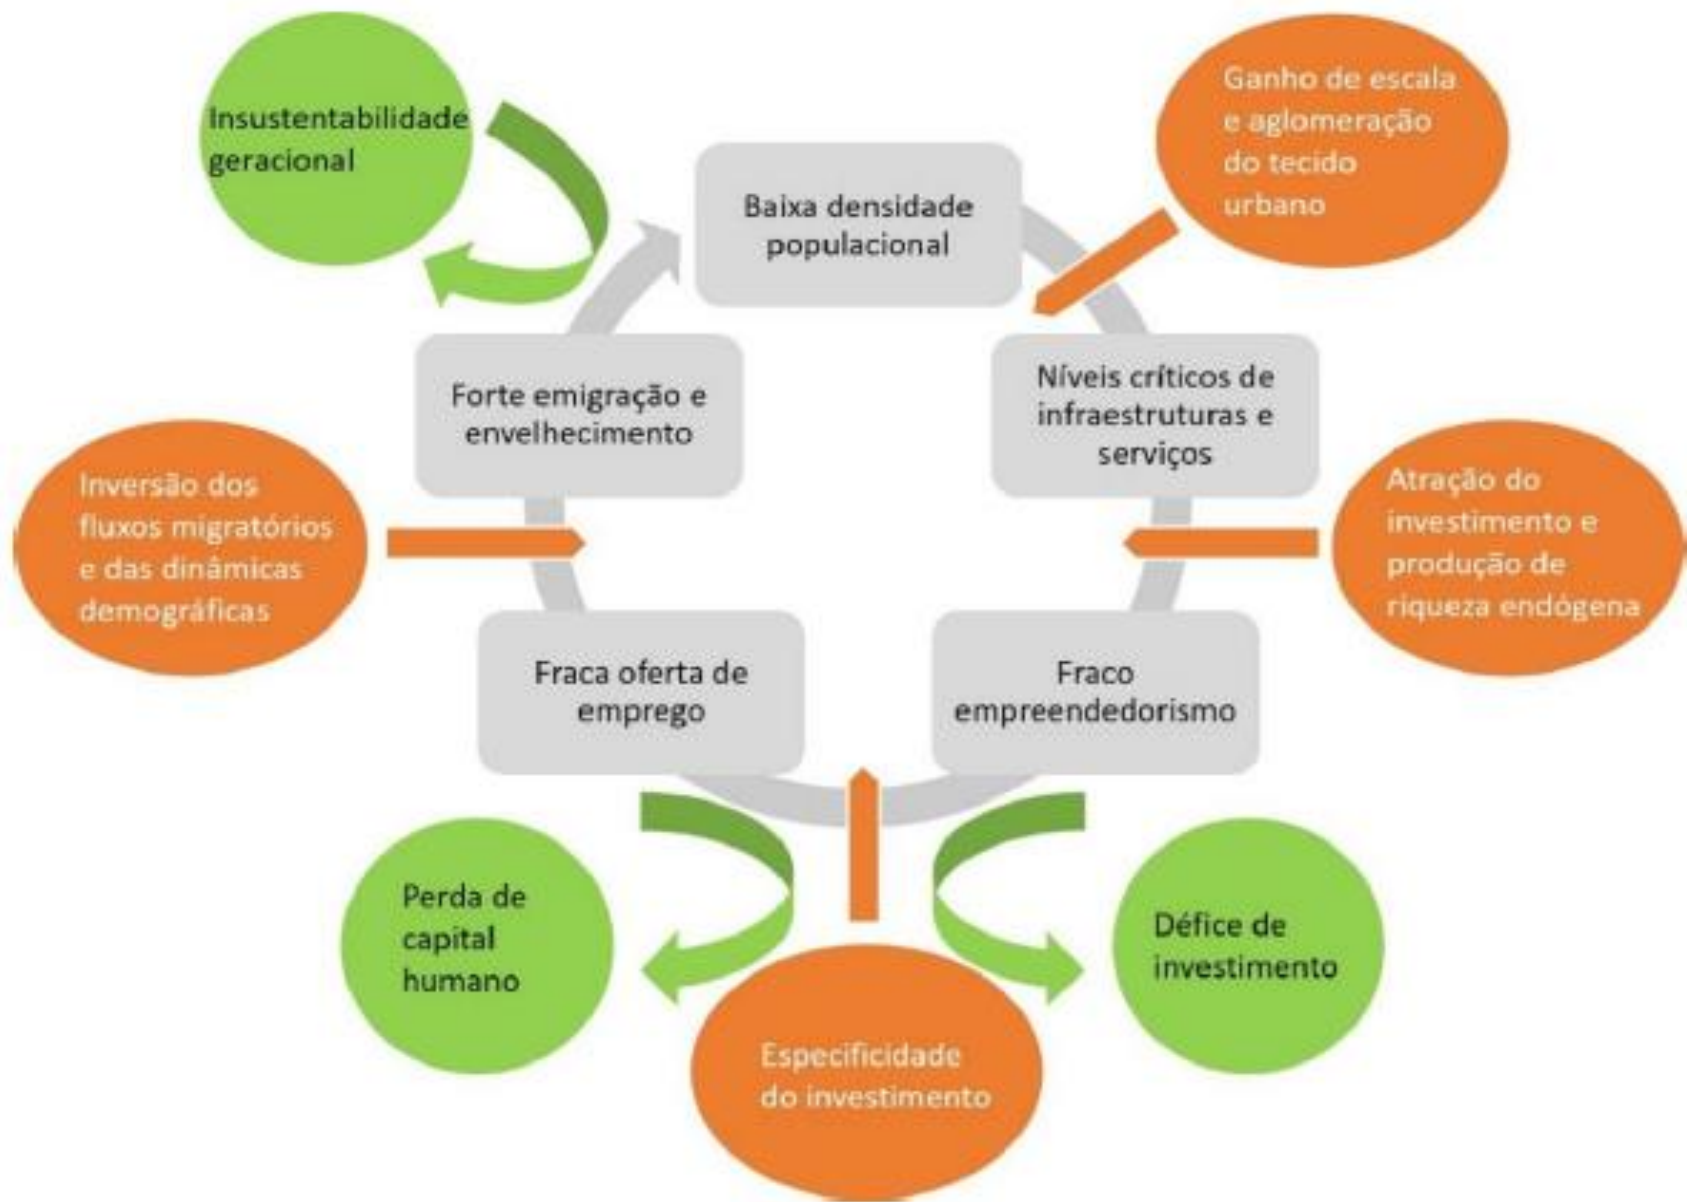 Insustentabilidade
geracional
Baixa densidade
populacional
Ganho de escala
e aglomeração
do tecido
urbano
Níveis críticos de
infraestruturas e
serviços
Forte emigração e
envelhecimento
Inversão dos
fluxos migratórios
e das dinâmicas
demográficas
Atração do
investimento e
produção de
riqueza endógena
Fraca oferta de
emprego
Fraco
empreendedorismo
Perda de
capital
humano
Especificidade
do investimento
Défice de
investimento